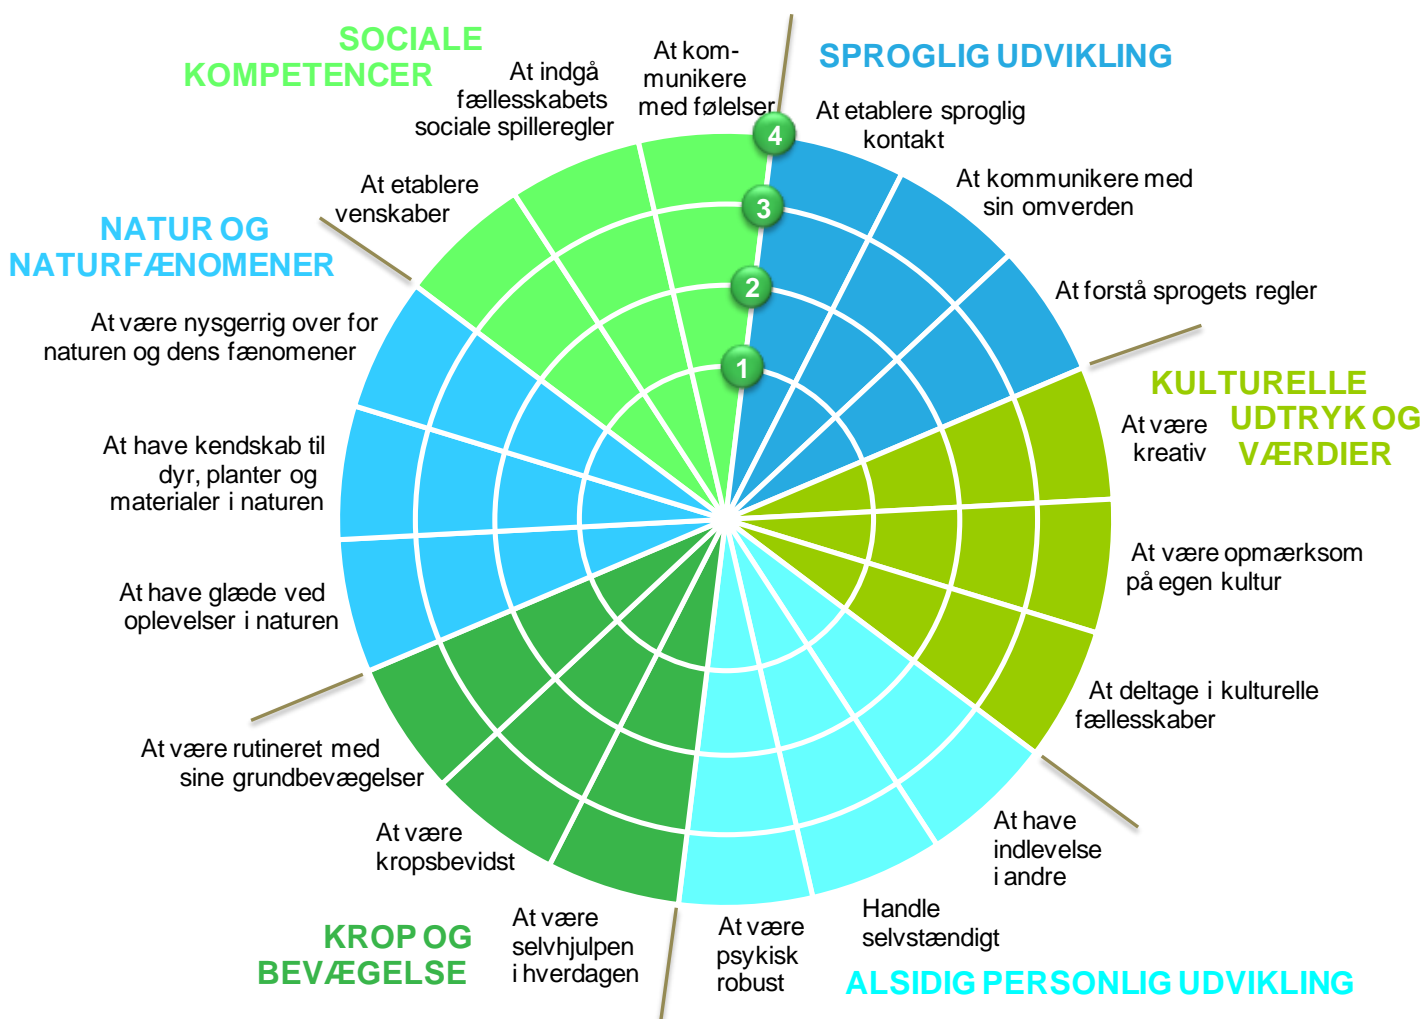 SOCIALE
KOMPETENCER
At indgå
fællesskabets
sociale spilleregler
At kom-
munikere
med følelser
At etablere
venskaber
SPROGLIG UDVIKLING
At etablere sproglig
kontakt
At kommunikere med
sin omverden
At forstå sprogets regler
4
3
2
1
KULTURELLE
UDTRYK OG
VÆRDIER
At være
kreativ
At være opmærksom
på egen kultur
At deltage i kulturelle
fællesskaber
At have
indlevelse
i andre
Handle
selvstændigt
At være
psykisk
robust
ALSIDIG PERSONLIG UDVIKLING
At være
selvhjulpen
i hverdagen
KROP OG
BEVÆGELSE
At være
kropsbevidst
At være rutineret med
sine grundbevægelser
At have glæde ved
oplevelser i naturen
At have kendskab til
dyr, planter og
materialer i naturen
At være nysgerrig over for
naturen og dens fænomener
NATUR OG
NATURFÆNOMENER